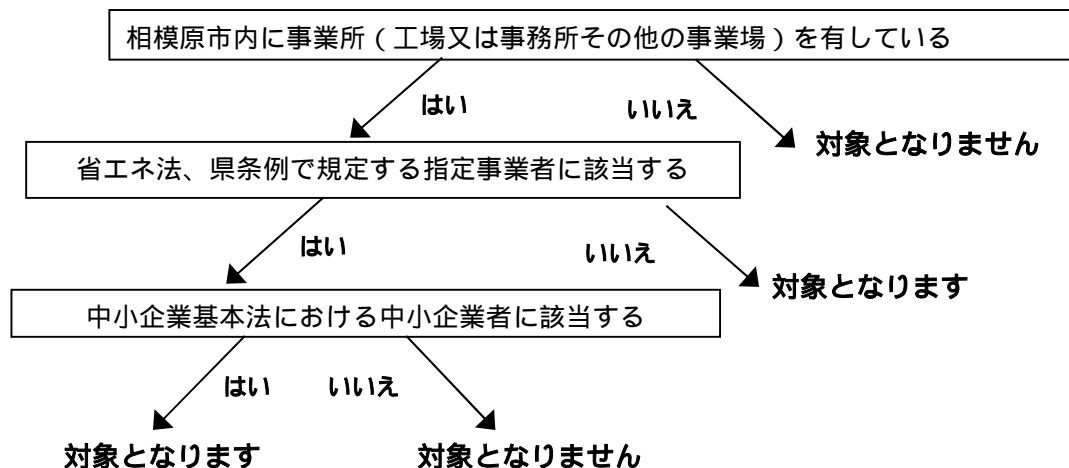 相模原市内に事業所(工場又は事務所その他の事業場)を有している
はい
いいえ
対象となりません
省エネ法、県条例で規定する指定事業者に該当する
はい
いいえ
対象となります
中小企業基本法における中小企業者に該当する
はい
いいえ
対象となります
対象となりません